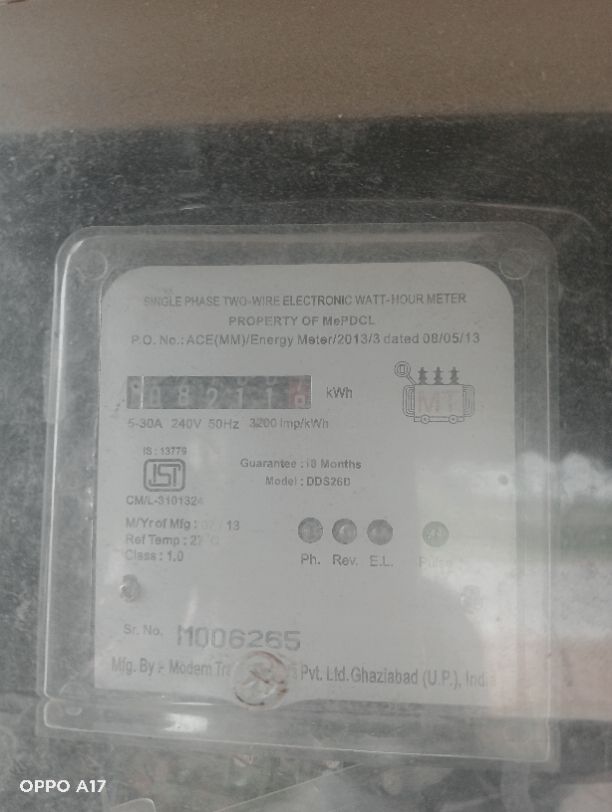 SINGLE PHASE TWO-WIRE ELECTRONIC WATT-HOUR METER
PROPERTY OF MePDCL
P.O. No.: ACE(MM)/Energy Meter/2013/3 dated 08/05/13
08211 kWh
MT
5-30A 240V 50Hz 3200 imp/kWh
IS : 13779
Guarantee : 18 Months
Model : DDS26D
CM/L-3101324
M/Yr of Mfg : / 13
Ref Temp : 27°C
Class : 1.0
Ph. Rev. E.L.
Sr. No. M006265
Mfg. By :- Modern Pvt. Ltd. Ghaziabad (U.P.), India
OPPO A17